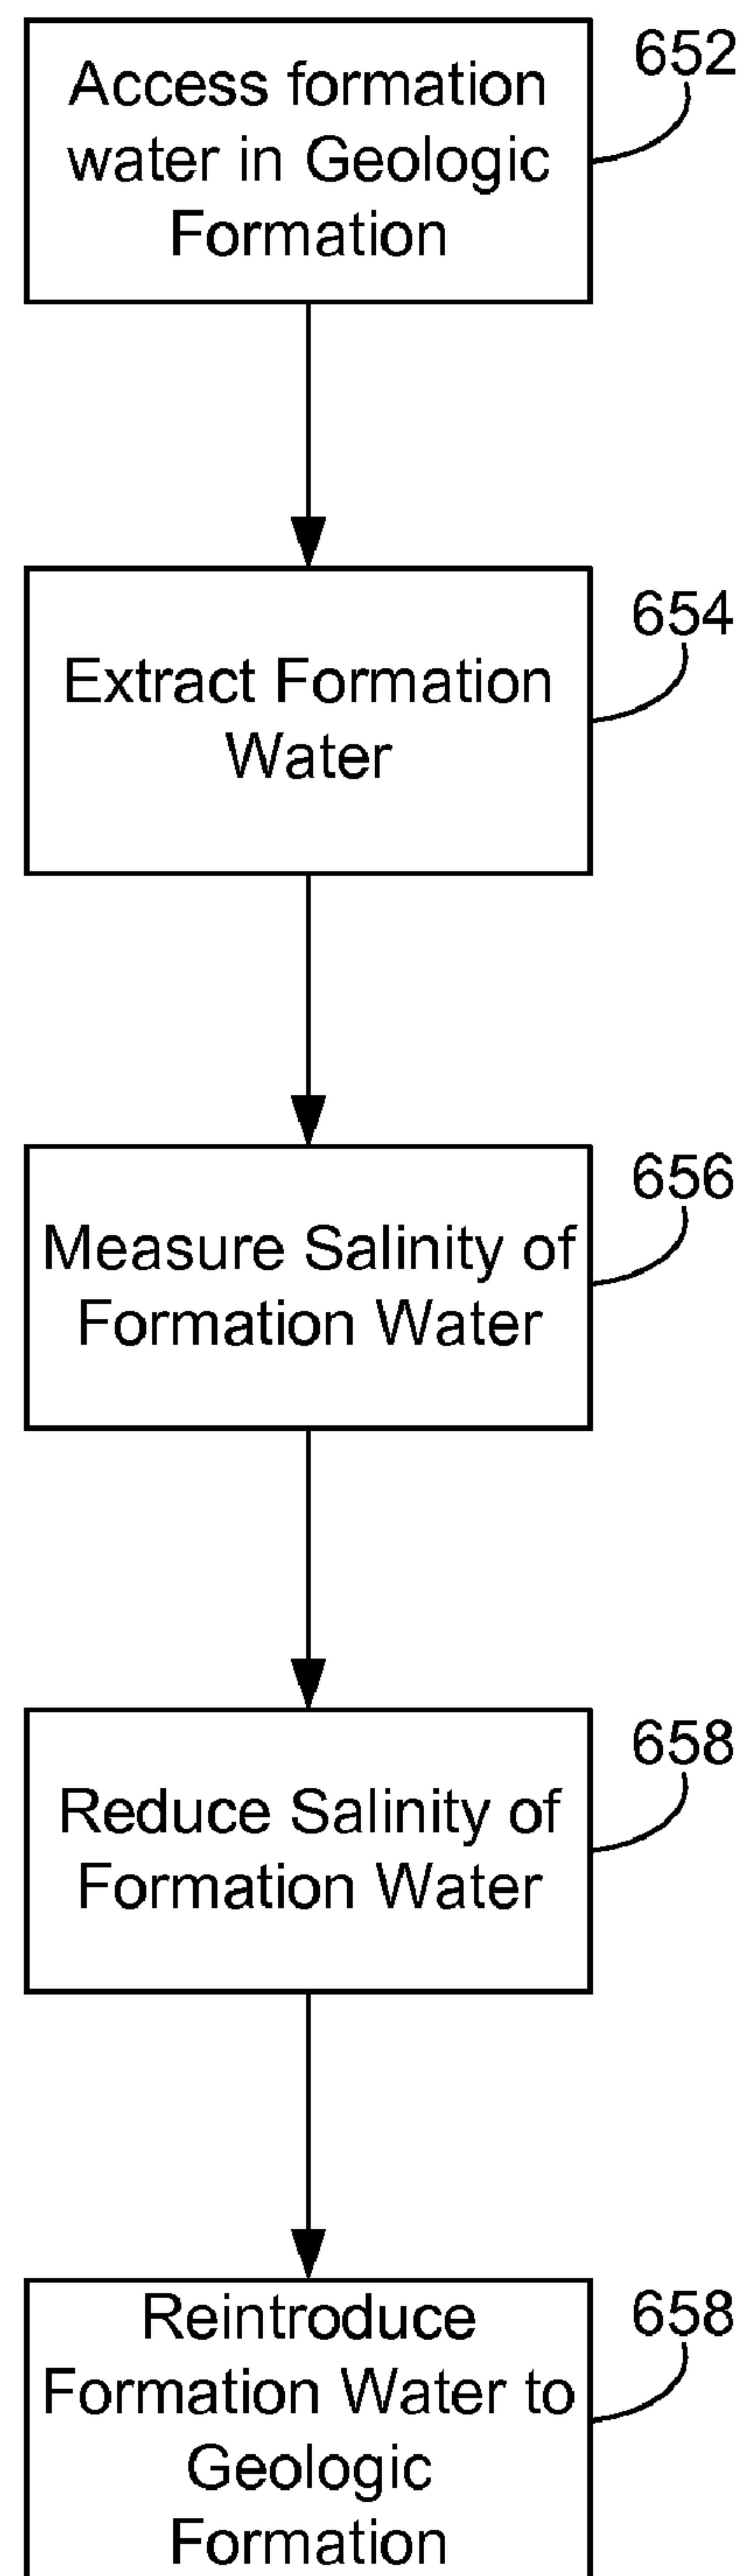 Access formation
water in Geologic
Formation
652
Extract Formation
Water
654
Measure Salinity of
Formation Water
656
Reduce Salinity of
Formation Water
658
Reintroduce
Formation Water to
Geologic
Formation
658